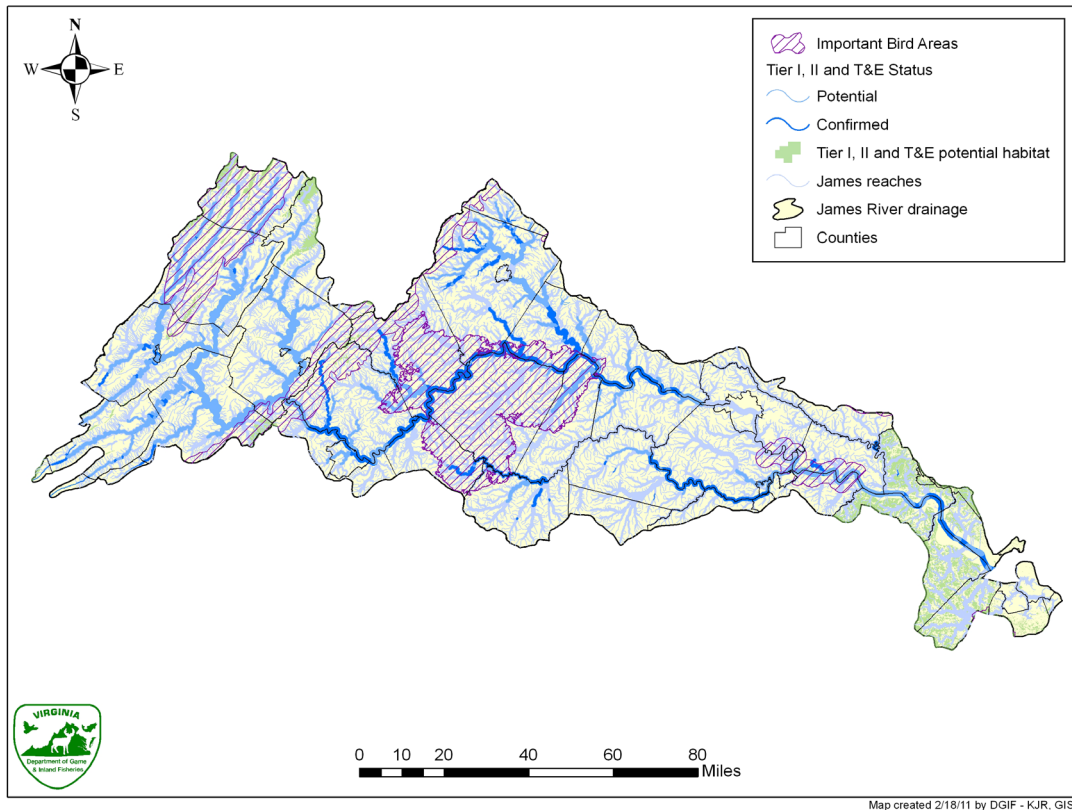 N
W
E
S
Important Bird Areas
Tier I, II and T&E Status
Potential
Confirmed
Tier I, II and T&E potential habitat
James reaches
James River drainage
Counties
VIRGINIA
Department of Game
& Inland Fisheries
0 10 20 40 60 80
Miles
Map created 2/18/11 by DGIF - KJR, GIS